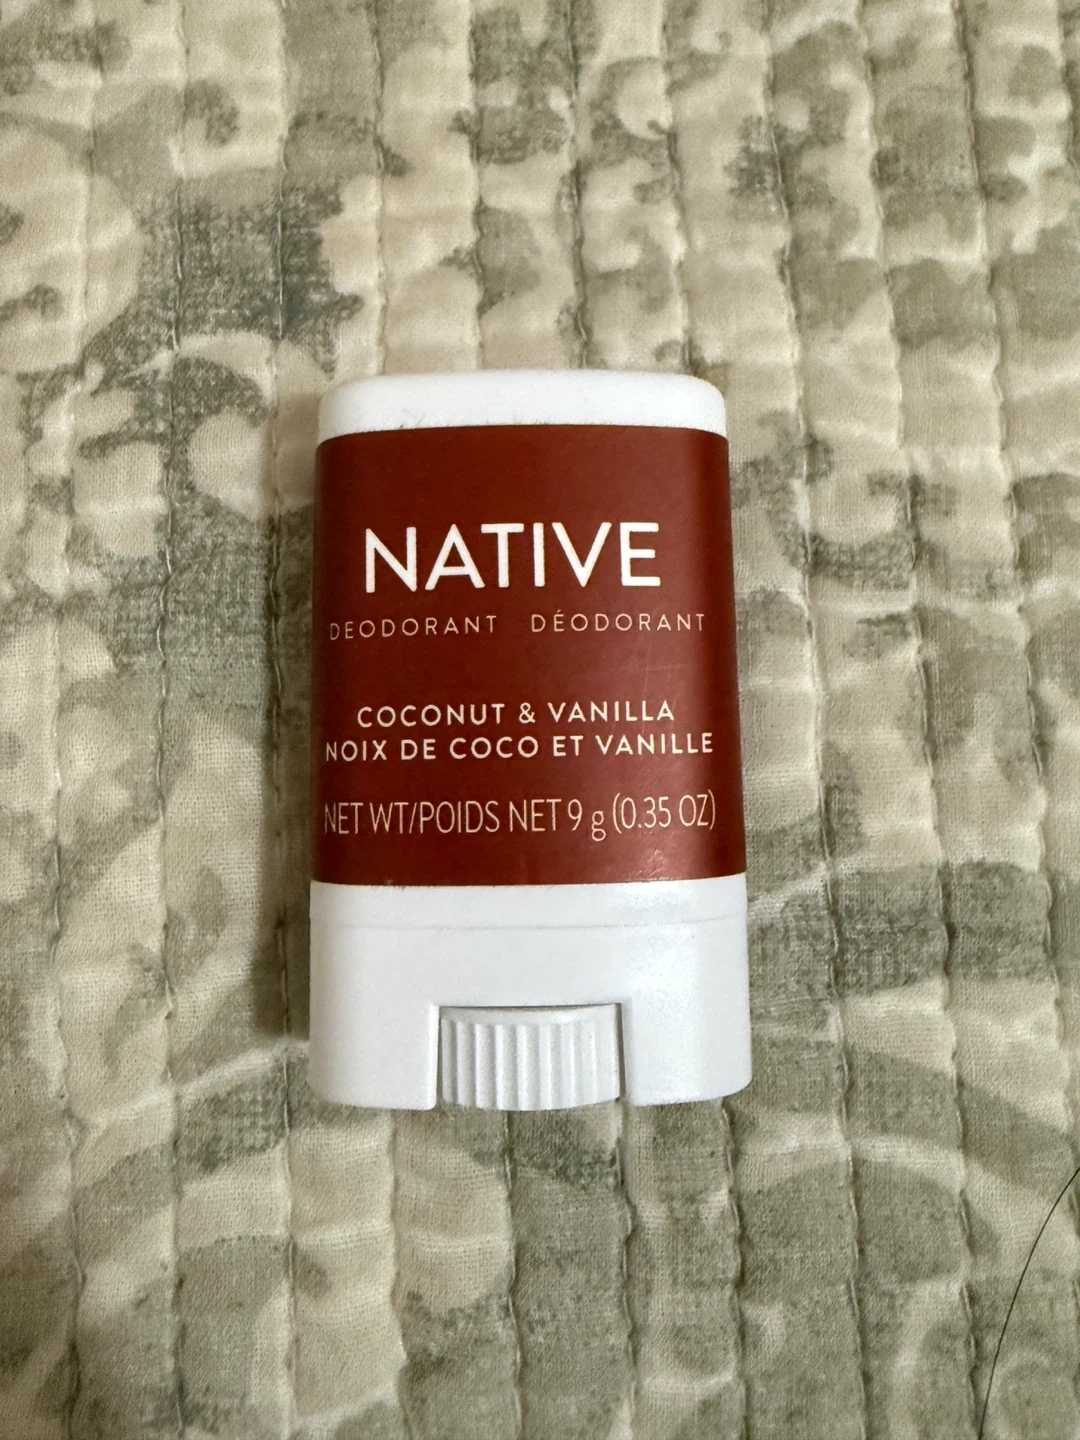 NATIVE
DEODORANT DÉODORANT
COCONUT & VANILLA
NOIX DE COCO ET VANILLE
NET WT/POIDS NET 9 g (0.35 OZ)